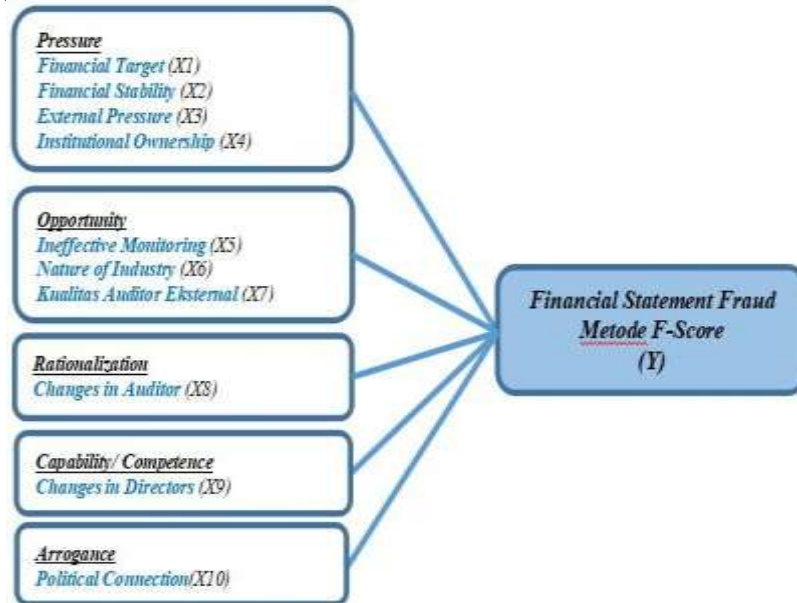 Pressure
Financial Target (X1)
Financial Stability (X2)
External Pressure (X3)
Institutional Ownership (X4)
Opportunity
Ineffective Monitoring (X5)
Nature of Industry (X6)
Kualitas Auditor Eksternal (X7)
Rationalization
Changes in Auditor (X8)
Capability/ Competence
Changes in Directors (X9)
Arrogance
Political Connection(X10)
Financial Statement Fraud
Metode F-Score
(Y)